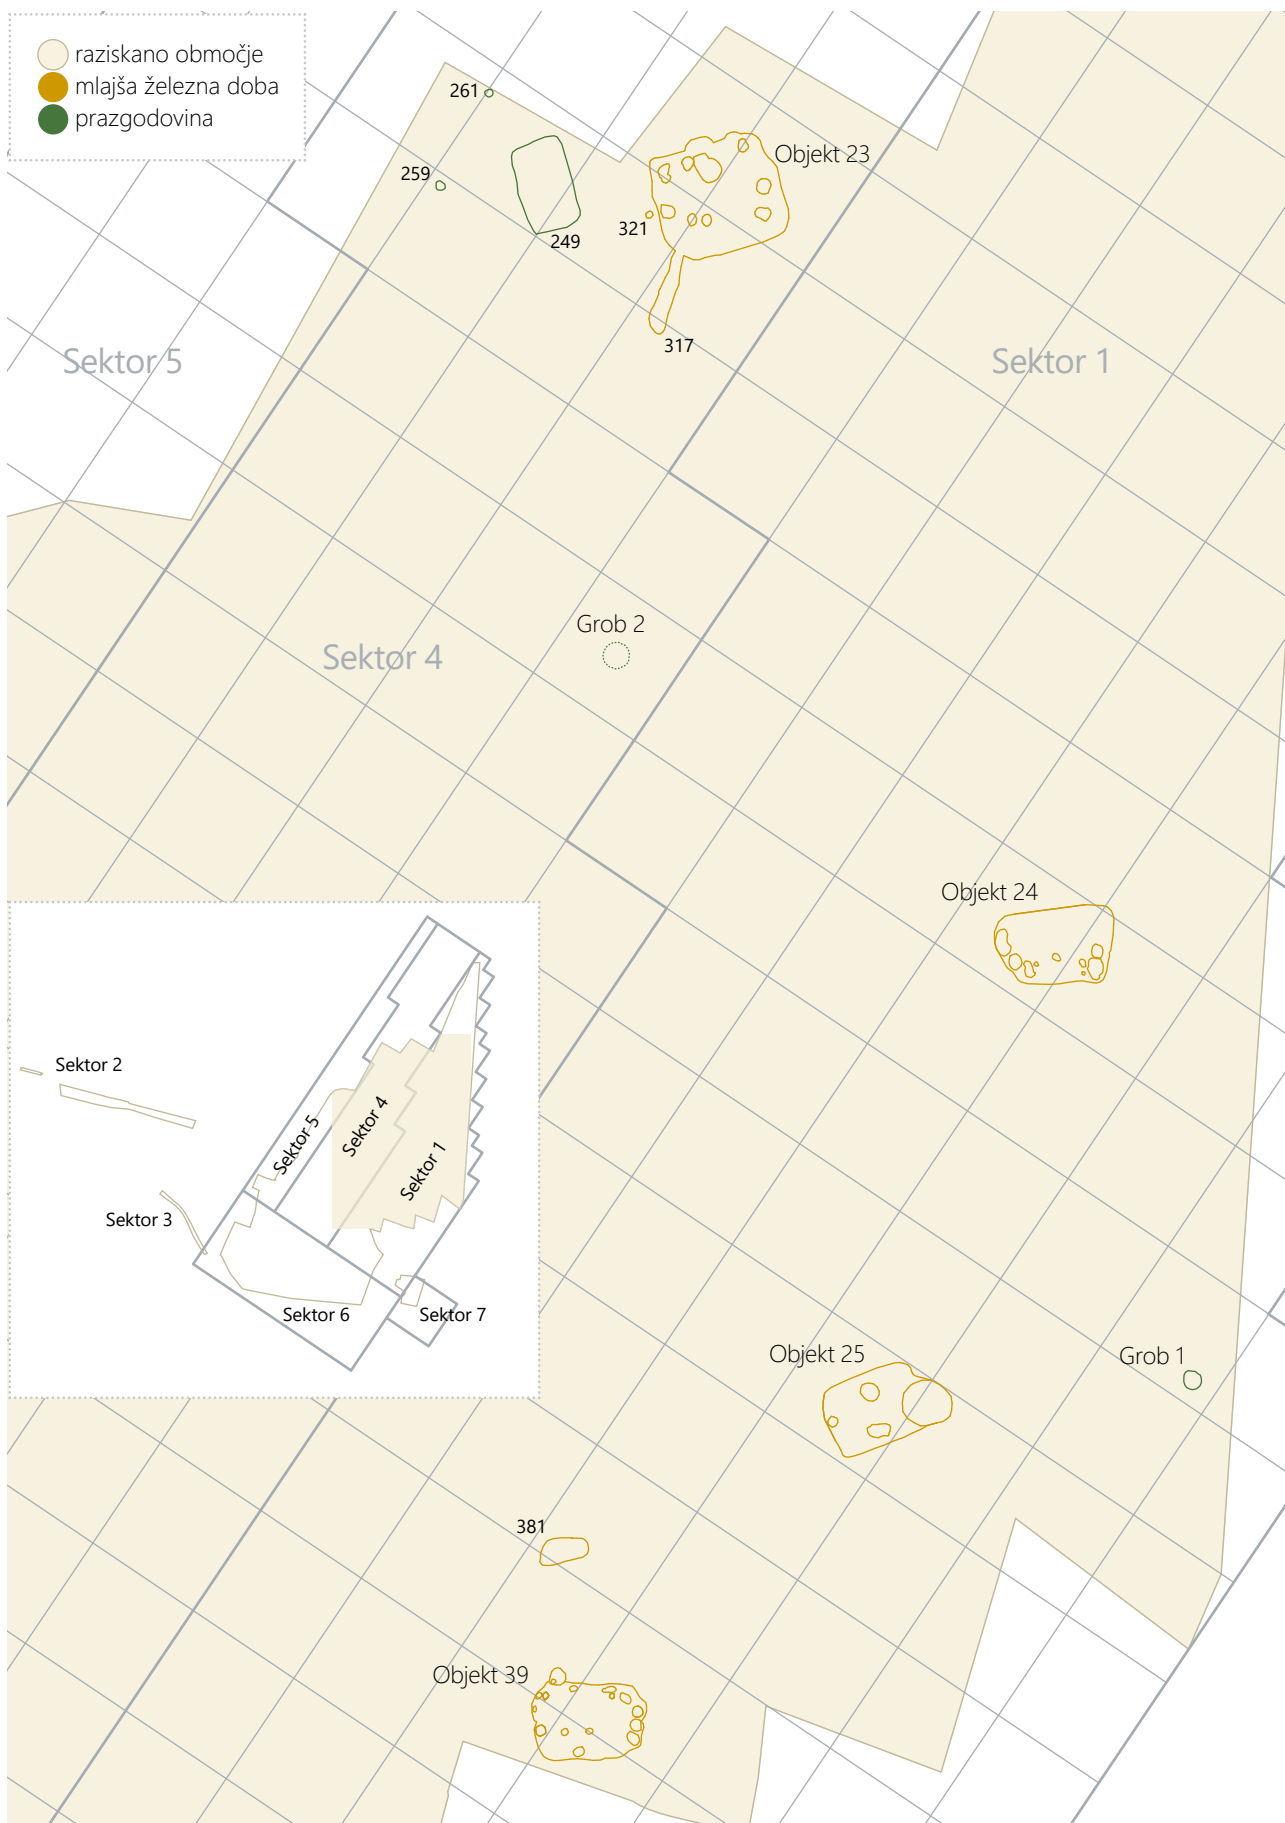 raziskano območje
mlajša železna doba
prazgodovina
261
259
249
Objekt 23
321
317
Sektor 5
Sektor 1
Grob 2
Sektor 4
Objekt 24
Sektor 2
Sektor 5
Sektor 4
Sektor 1
Sektor 3
Sektor 6
Sektor 7
Objekt 25
Grob 1
381
Objekt 39